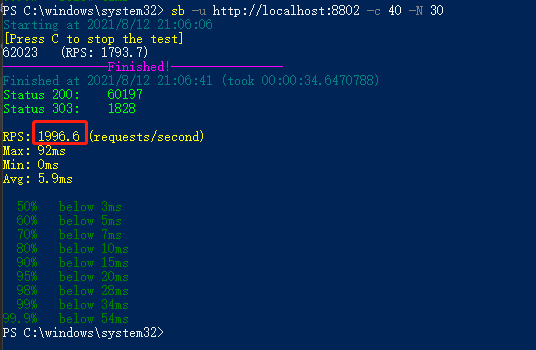 PS C:\windows\system32> sb -u http://localhost:8802 -c 40 -N 30
Starting at 2021/8/12 21:06:06
[Press C to stop the test]
62023 (RPS: 1793.7)
---------------Finished!----------------
Finished at 2021/8/12 21:06:41 (took 00:00:34.6470788)
Status 200: 60197
Status 303: 1828
RPS: 1996.6 (requests/second)
Max: 92ms
Min: 0ms
Avg: 5.9ms
50% below 3ms
60% below 5ms
70% below 7ms
80% below 10ms
90% below 15ms
95% below 20ms
98% below 28ms
99% below 34ms
99.9% below 54ms
PS C:\windows\system32>